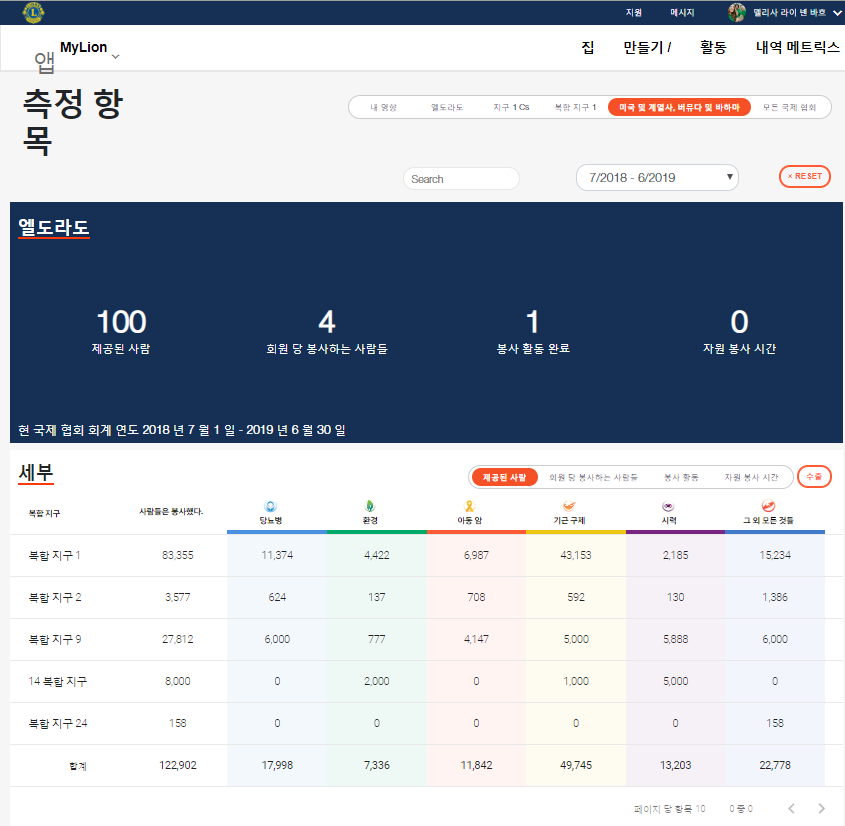 지원 메시지 멜리사 라이 벤 바흐
앱 MyLion
집 만들기 / 활동 내역 메트릭스
측정 항
목
내 영향 엘도라도 지구 1 Cs 복합 지구 1 미국 및 계열사, 버뮤다 및 바하마 모든 국제 협회
Search 7/2018 - 6/2019 × RESET
엘도라도
100 4 1 0
제공된 사람 회원 당 봉사하는 사람들 봉사 활동 완료 자원 봉사 시간
현 국제 협회 회계 연도 2018 년 7 월 1 일 - 2019 년 6 월 30 일
세부
제공된 사람 회원 당 봉사하는 사람들 봉사 활동 자원 봉사 시간 수출
복합 지구 사람들은 봉사했다. 당뇨병 환경 아동 암 기근 구제 시력 그 외 모든 것들
복합 지구 1 83,355 11,374 4,422 6,987 43,153 2,185 15,234
복합 지구 2 3,577 624 137 708 592 130 1,386
복합 지구 9 27,812 6,000 777 4,147 5,000 5,888 6,000
14 복합 지구 8,000 0 2,000 0 1,000 5,000 0
복합 지구 24 158 0 0 0 0 0 158
합계 122,902 17,998 7,336 11,842 49,745 13,203 22,778
페이지 당 항목 10 0 중 0